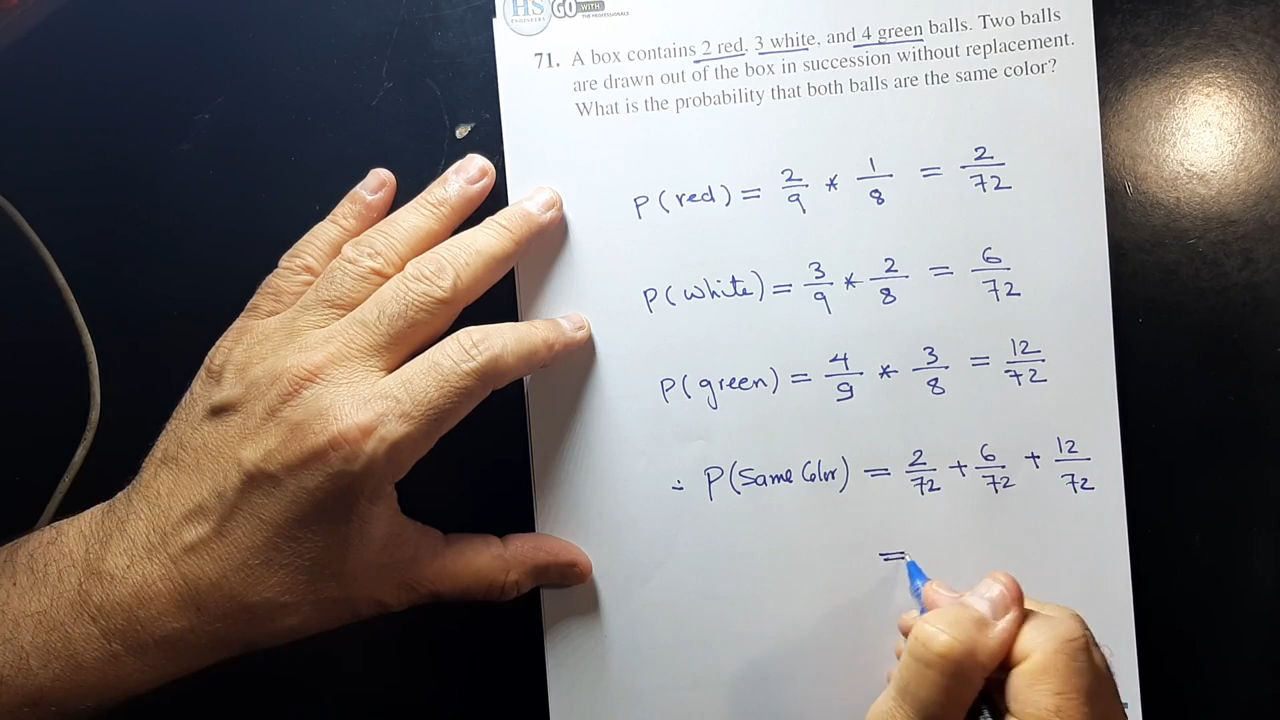 HS GO WITH
ENGINEERS THE PROFESSIONALS
71. A box contains 2 red, 3 white, and 4 green balls. Two balls
are drawn out of the box in succession without replacement.
What is the probability that both balls are the same color?
P(red) = 2/9 * 1/8 = 2/72
P(white) = 3/9 * 2/8 = 6/72
P(green) = 4/9 * 3/8 = 12/72
∴ P(Same Color) = 2/72 + 6/72 + 12/72
=